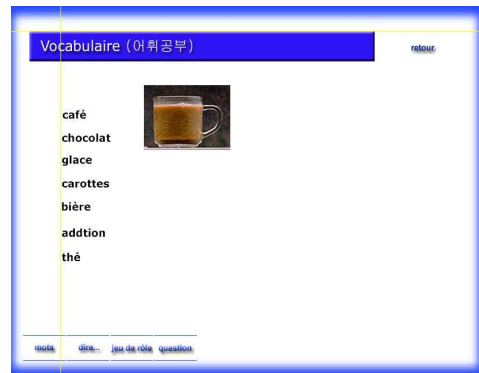 Vocabulaire (어휘공부)
retour
café
chocolat
glace
carottes
bière
addtion
thé
mots dire... jeu de rôle question